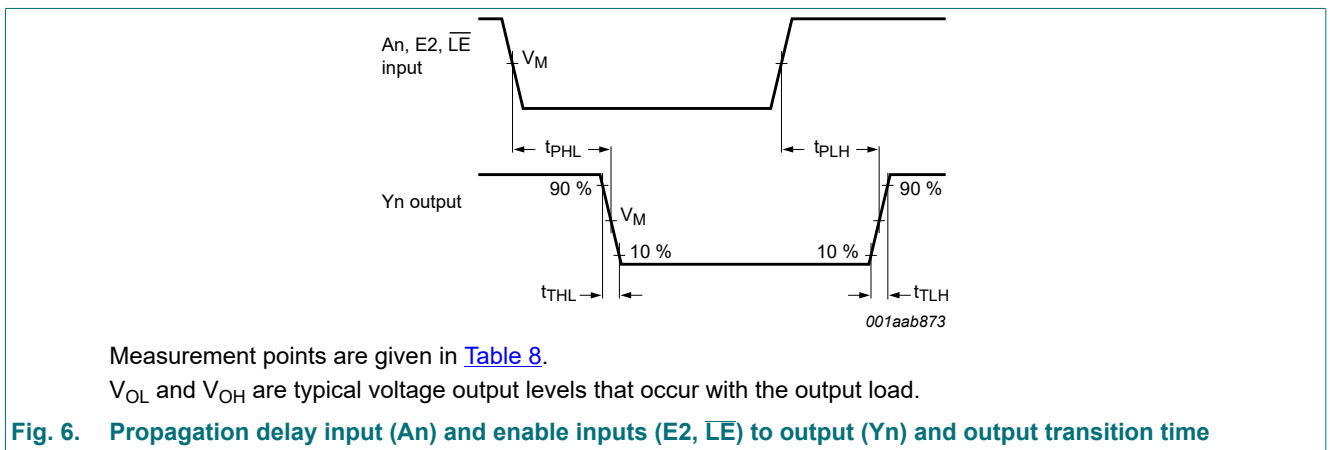 An, E2, L̅E̅
input
VM
tPHL
tPLH
Yn output
90 %
90 %
VM
10 %
10 %
tTHL
tTLH
001aab873
Measurement points are given in Table 8.
VOL and VOH are typical voltage output levels that occur with the output load.
Fig. 6. Propagation delay input (An) and enable inputs (E2, L̅E̅) to output (Yn) and output transition time